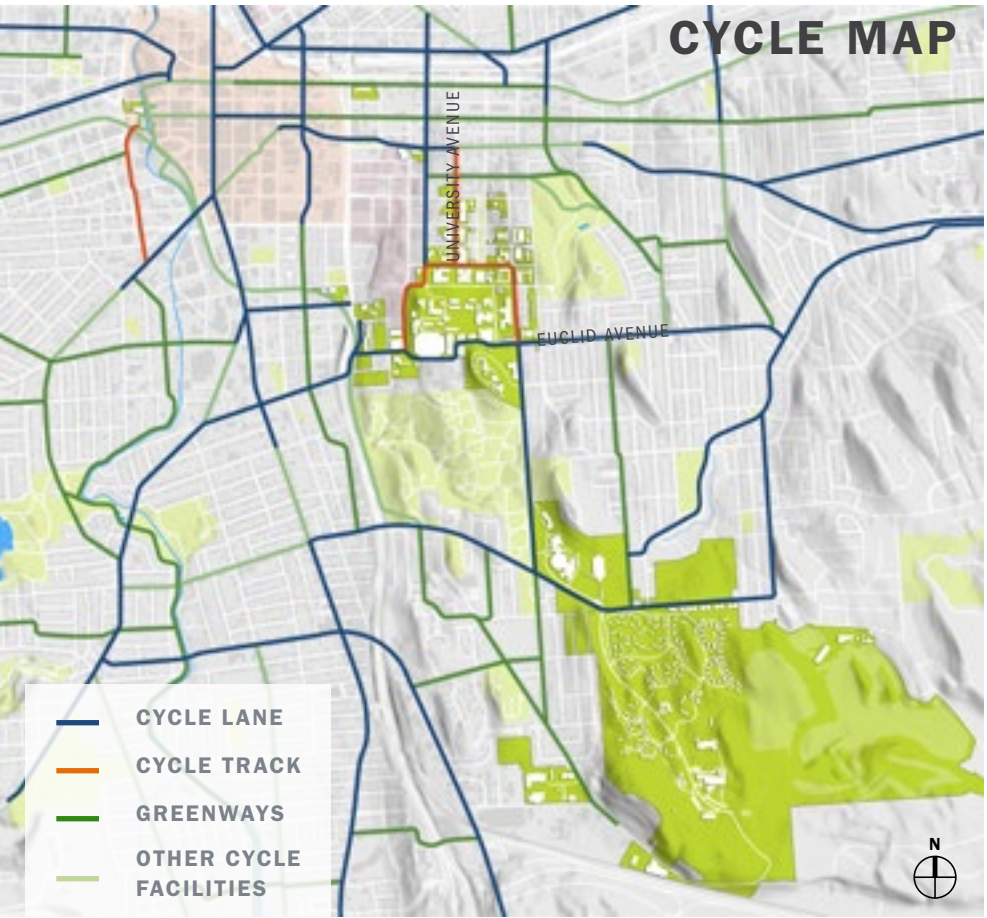 CYCLE MAP
UNIVERSITY AVENUE
EUCLID AVENUE
CYCLE LANE
CYCLE TRACK
GREENWAYS
OTHER CYCLE
FACILITIES
N